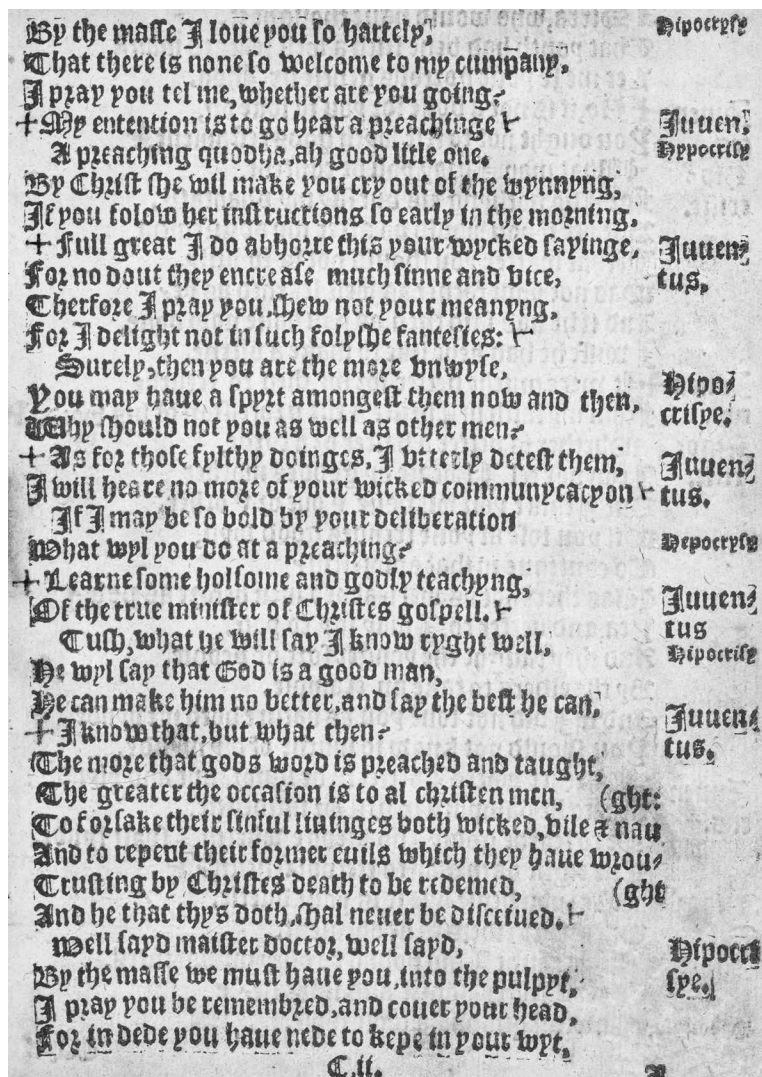 By the masse I loue you so hartely, Hipocrysy
That there is none so welcome to my cumpany.
I pray you tel me, whether are you going?
+ My entention is to go hear a preachinge Iuuen.
A preaching quodha, ah good litle one. Hypocrisy
By Christ she wil make you cry out of the wynnyng,
If you folow her instructions so early in the morning.
+ Full great I do abhorre this your wycked sayinge, Iuuen-
For no dout they encrease much sinne and vice, tus.
Therfore I pray you, shew not your meanyng,
For I delight not in such folyshe fantesies:
Surely, then you are the more vnwyse,
You may haue a spyrt amongest them now and then, Hipo-
Why should not you as well as other men? crisye.
+ As for those fylthy doinges, I vtterly detest them, Iuuen-
I will heare no more of your wicked communycacyon tus.
If I may be so bold by your deliberation
What wyl you do at a preaching? Hepocrysy
+ Learne some holsome and godly teachyng, Iuuen-
Of the true minister of Christes gospell. tus
Tush, what he will say I know ryght well, Hipocrisy
He wyl say that God is a good man,
He can make him no better, and say the best he can, Iuuen-
+ I know that, but what then? tus.
The more that gods word is preached and taught,
The greater the occasion is to al christen men, (ght:
To forsake their sinful liuinges both wicked, vile & nau
And to repent their former euils which they haue wrou-
Trusting by Christes death to be redemed, (ght
And he that thys doth, shal neuer be disceiued.
Well sayd maister doctor, well sayd, Hipocri
By the masse we must haue you, into the pulpyt, sye.
I pray you be remembred, and couer your head,
For in dede you haue nede to kepe in your wyt,
C.ii. A